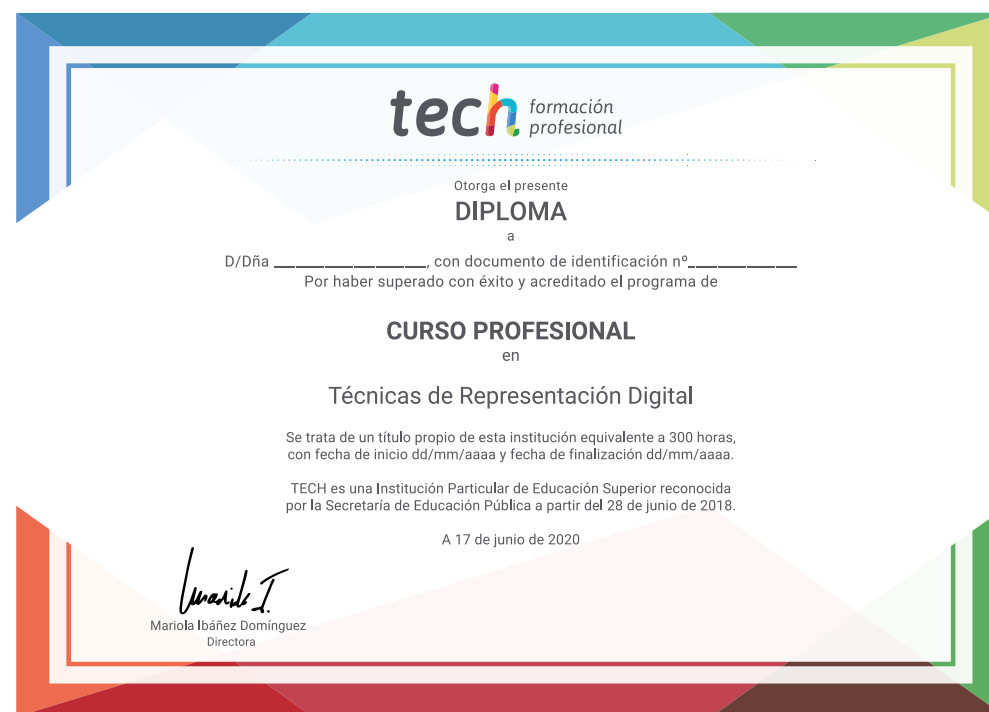 tech formación
profesional
Otorga el presente
DIPLOMA
a
D/Dña ______________, con documento de identificación nº__________
Por haber superado con éxito y acreditado el programa de
CURSO PROFESIONAL
en
Técnicas de Representación Digital
Se trata de un título propio de esta institución equivalente a 300 horas,
con fecha de inicio dd/mm/aaaa y fecha de finalización dd/mm/aaaa.
TECH es una Institución Particular de Educación Superior reconocida
por la Secretaría de Educación Pública a partir del 28 de junio de 2018.
A 17 de junio de 2020
Mariola Ibáñez Domínguez
Directora